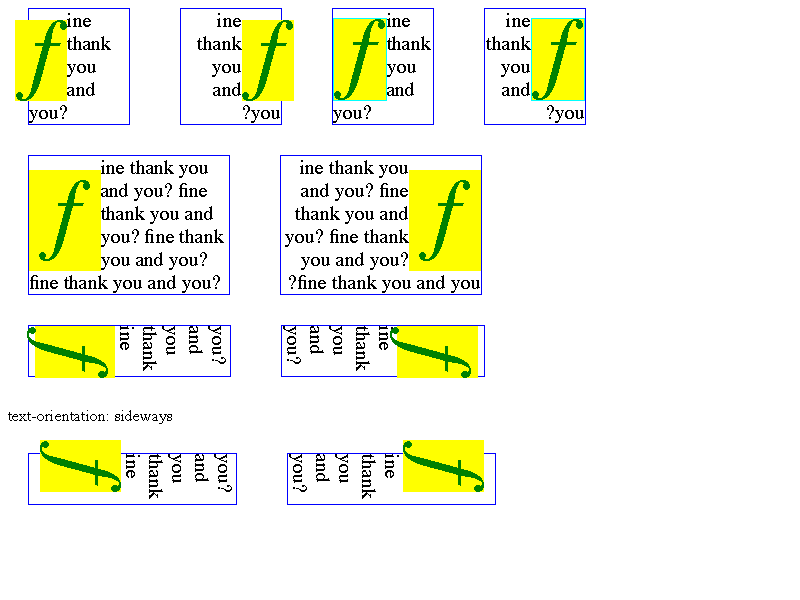 f ine
thank
you
and
you?
f ine
thank
you
and
?you
f ine
thank
you
and
you?
f ine
thank
you
and
?you
f ine thank you
and you? fine
thank you and
you? fine thank
you and you?
fine thank you and you?
f ine thank you
and you? fine
thank you and
you? fine thank
you and you?
?fine thank you and you
f ine
thank
you
and
you?
f ine
thank
you
and
you?
text-orientation: sideways
f ine
thank
you
and
you?
f ine
thank
you
and
you?